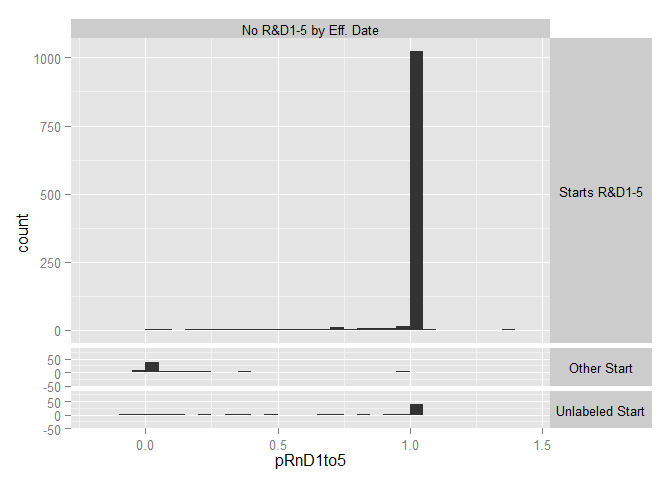 No R&D1-5 by Eff. Date
1000
750
500
250
0
Starts R&D1-5
count
50
0
-50
Other Start
50
0
-50
Unlabeled Start
0.0 0.5 1.0 1.5
pRnD1to5